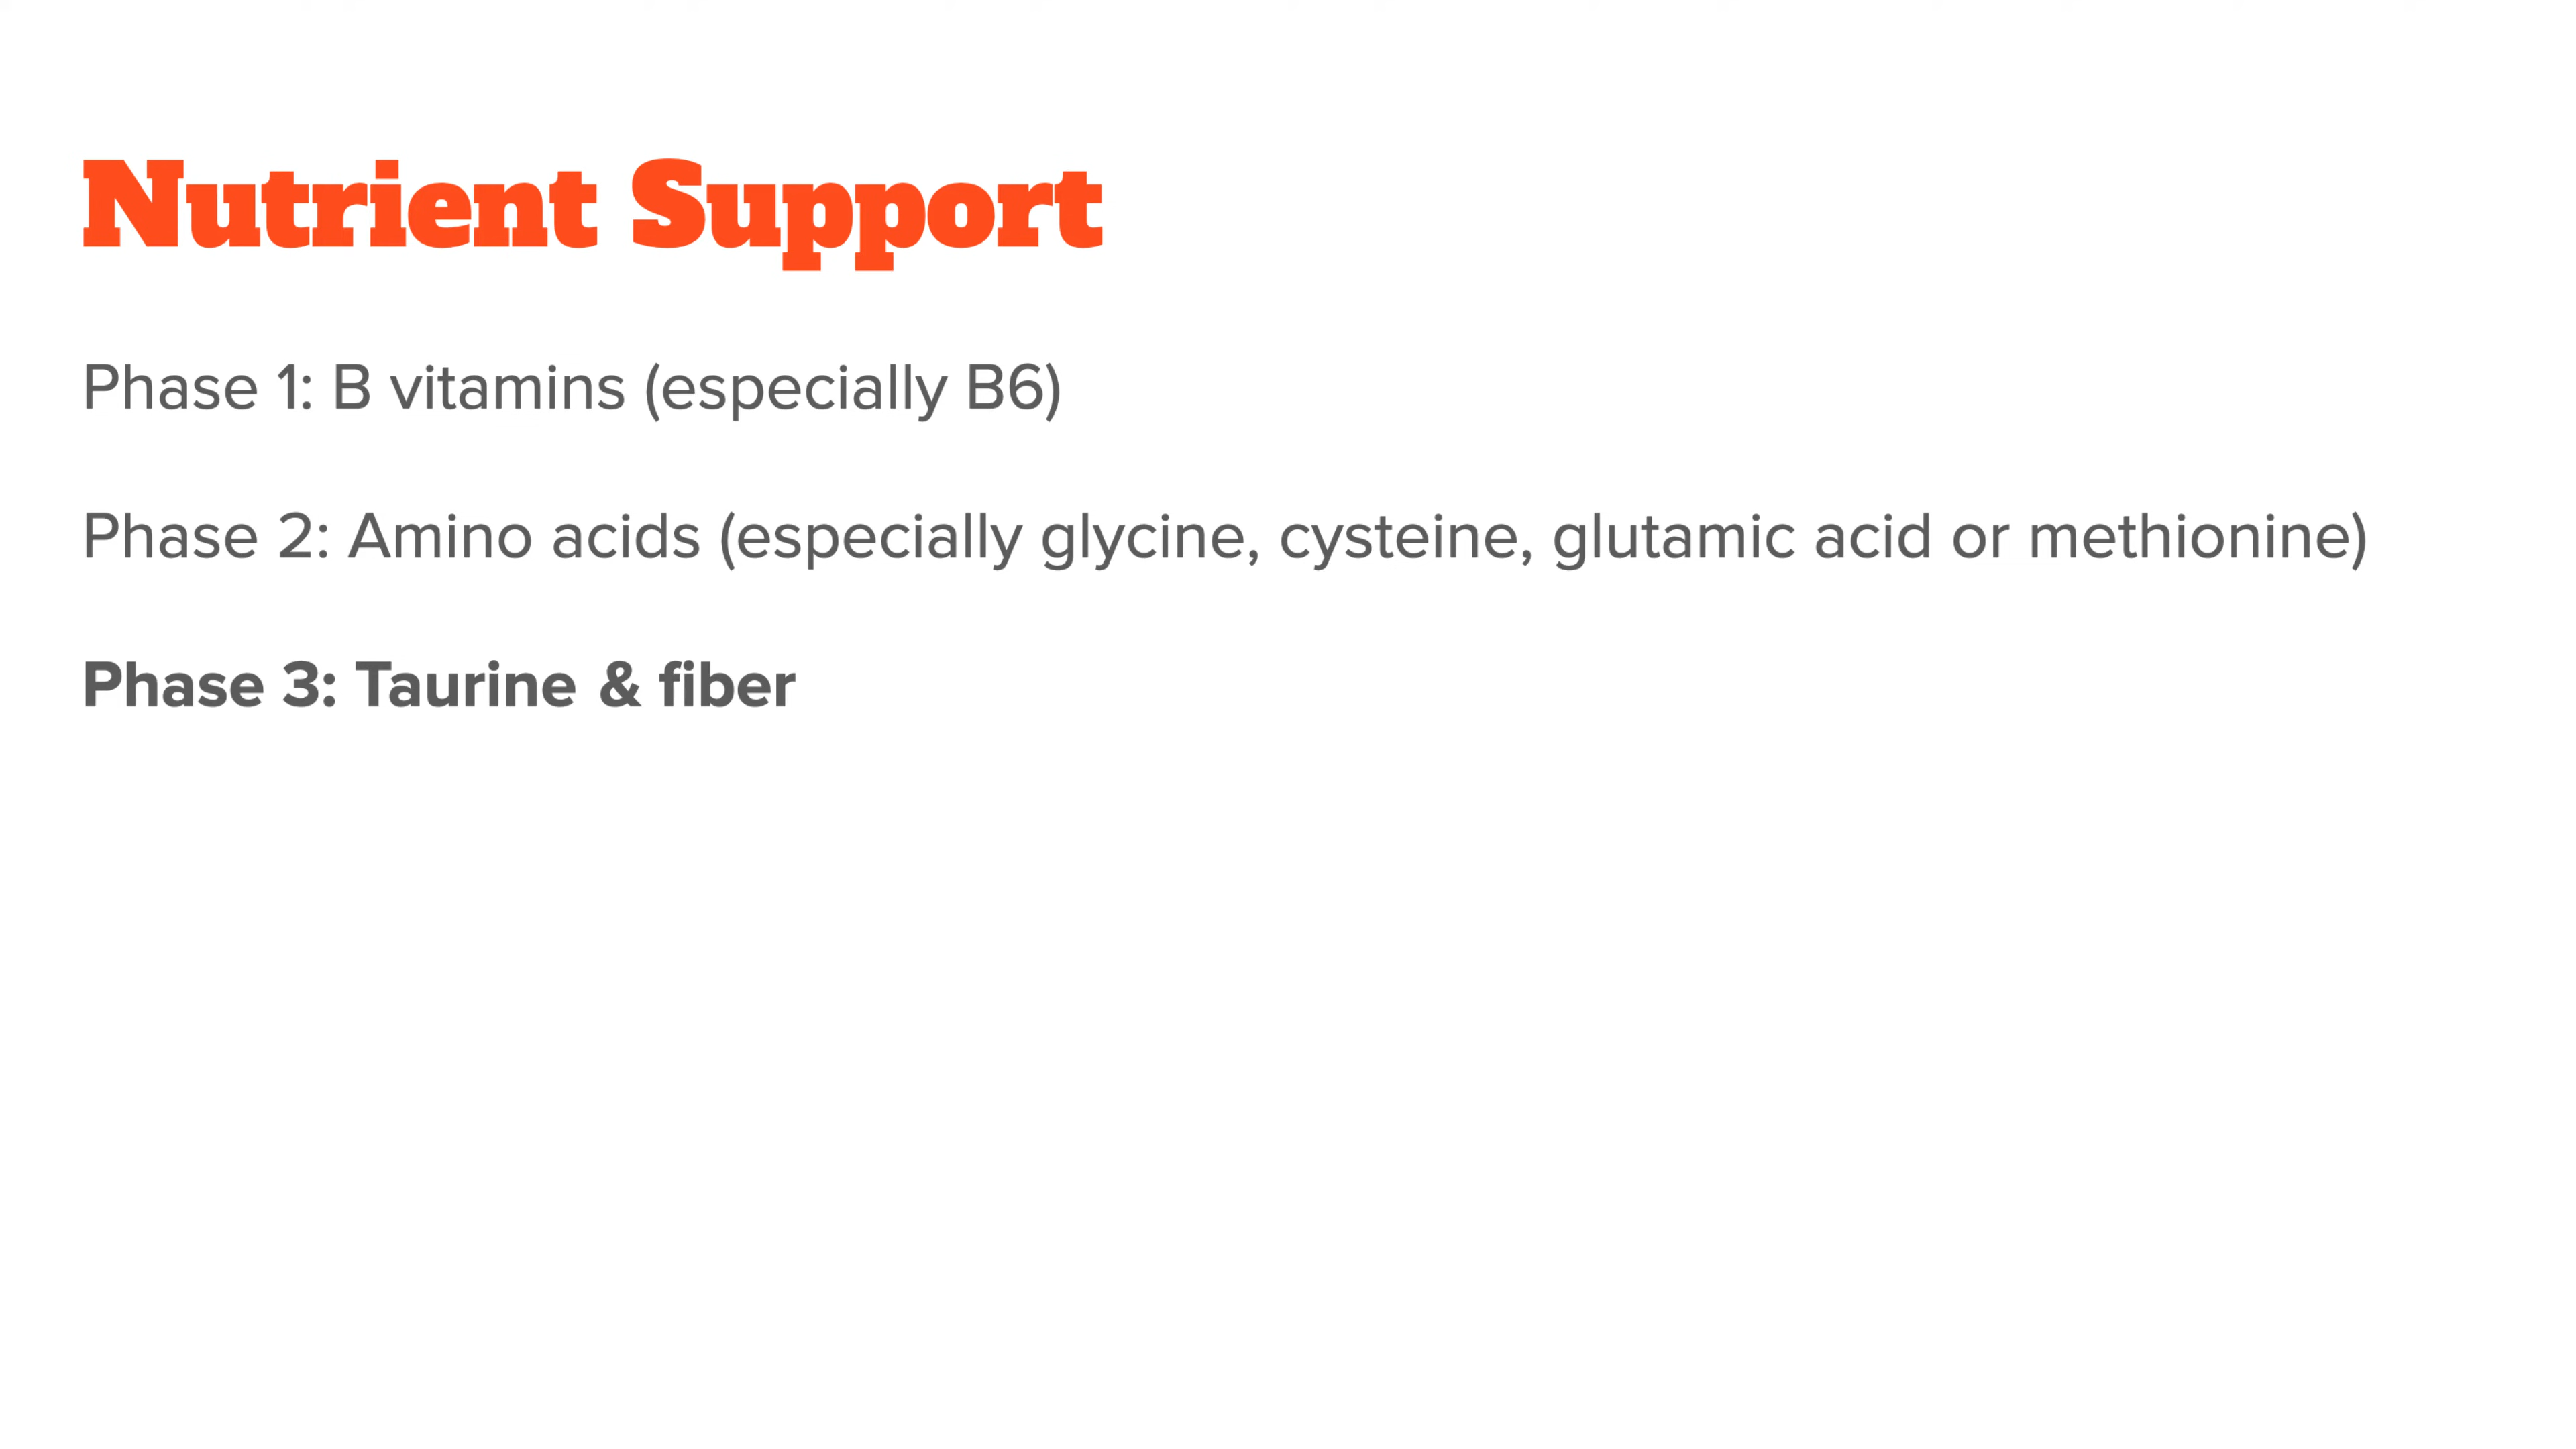 Nutrient Support
Phase 1: B vitamins (especially B6)
Phase 2: Amino acids (especially glycine, cysteine, glutamic acid or methionine)
Phase 3: Taurine & fiber